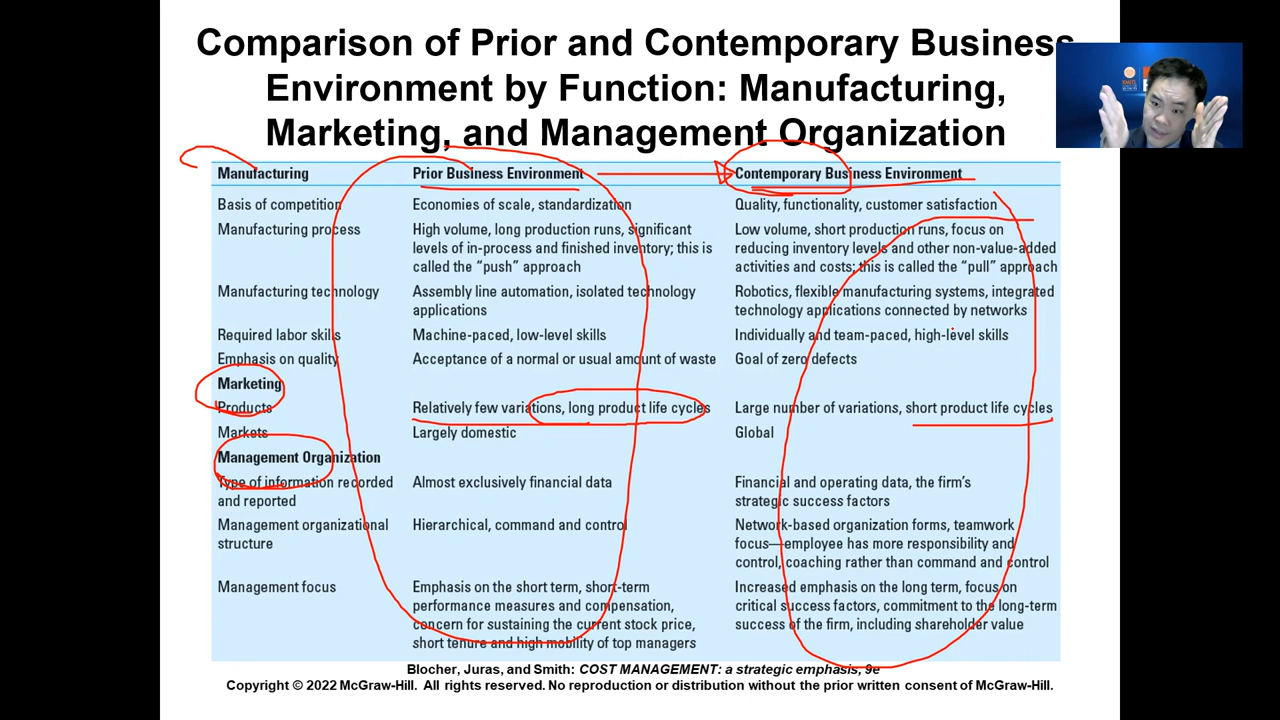 Comparison of Prior and Contemporary Business
Environment by Function: Manufacturing,
Marketing, and Management Organization
Manufacturing Prior Business Environment Contemporary Business Environment
Basis of competition Economies of scale, standardization Quality, functionality, customer satisfaction
Manufacturing process High volume, long production runs, significant Low volume, short production runs, focus on
levels of in-process and finished inventory; this is reducing inventory levels and other non-value-added
called the “push” approach activities and costs; this is called the “pull” approach
Manufacturing technology Assembly line automation, isolated technology Robotics, flexible manufacturing systems, integrated
applications technology applications connected by networks
Required labor skills Machine-paced, low-level skills Individually and team-paced, high-level skills
Emphasis on quality Acceptance of a normal or usual amount of waste Goal of zero defects
Marketing
Products Relatively few variations, long product life cycles Large number of variations, short product life cycles
Markets Largely domestic Global
Management Organization
Type of information recorded Almost exclusively financial data Financial and operating data, the firm’s
and reported strategic success factors
Management organizational Hierarchical, command and control Network-based organization forms, teamwork
structure focus—employee has more responsibility and
control, coaching rather than command and control
Management focus Emphasis on the short term, short-term Increased emphasis on the long term, focus on
performance measures and compensation, critical success factors, commitment to the long-term
concern for sustaining the current stock price, success of the firm, including shareholder value
short tenure and high mobility of top managers
Blocher, Juras, and Smith: COST MANAGEMENT: a strategic emphasis, 9e
Copyright © 2022 McGraw-Hill. All rights reserved. No reproduction or distribution without the prior written consent of McGraw-Hill.